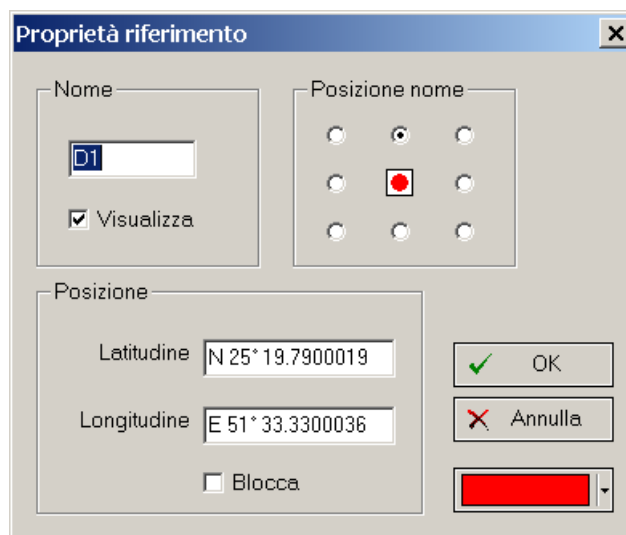 Proprietà riferimento
Nome
Posizione nome
D1
Visualizza
Posizione
Latitudine N 25° 19.7900019
Longitudine E 51° 33.3300036
Blocca
OK
Annulla